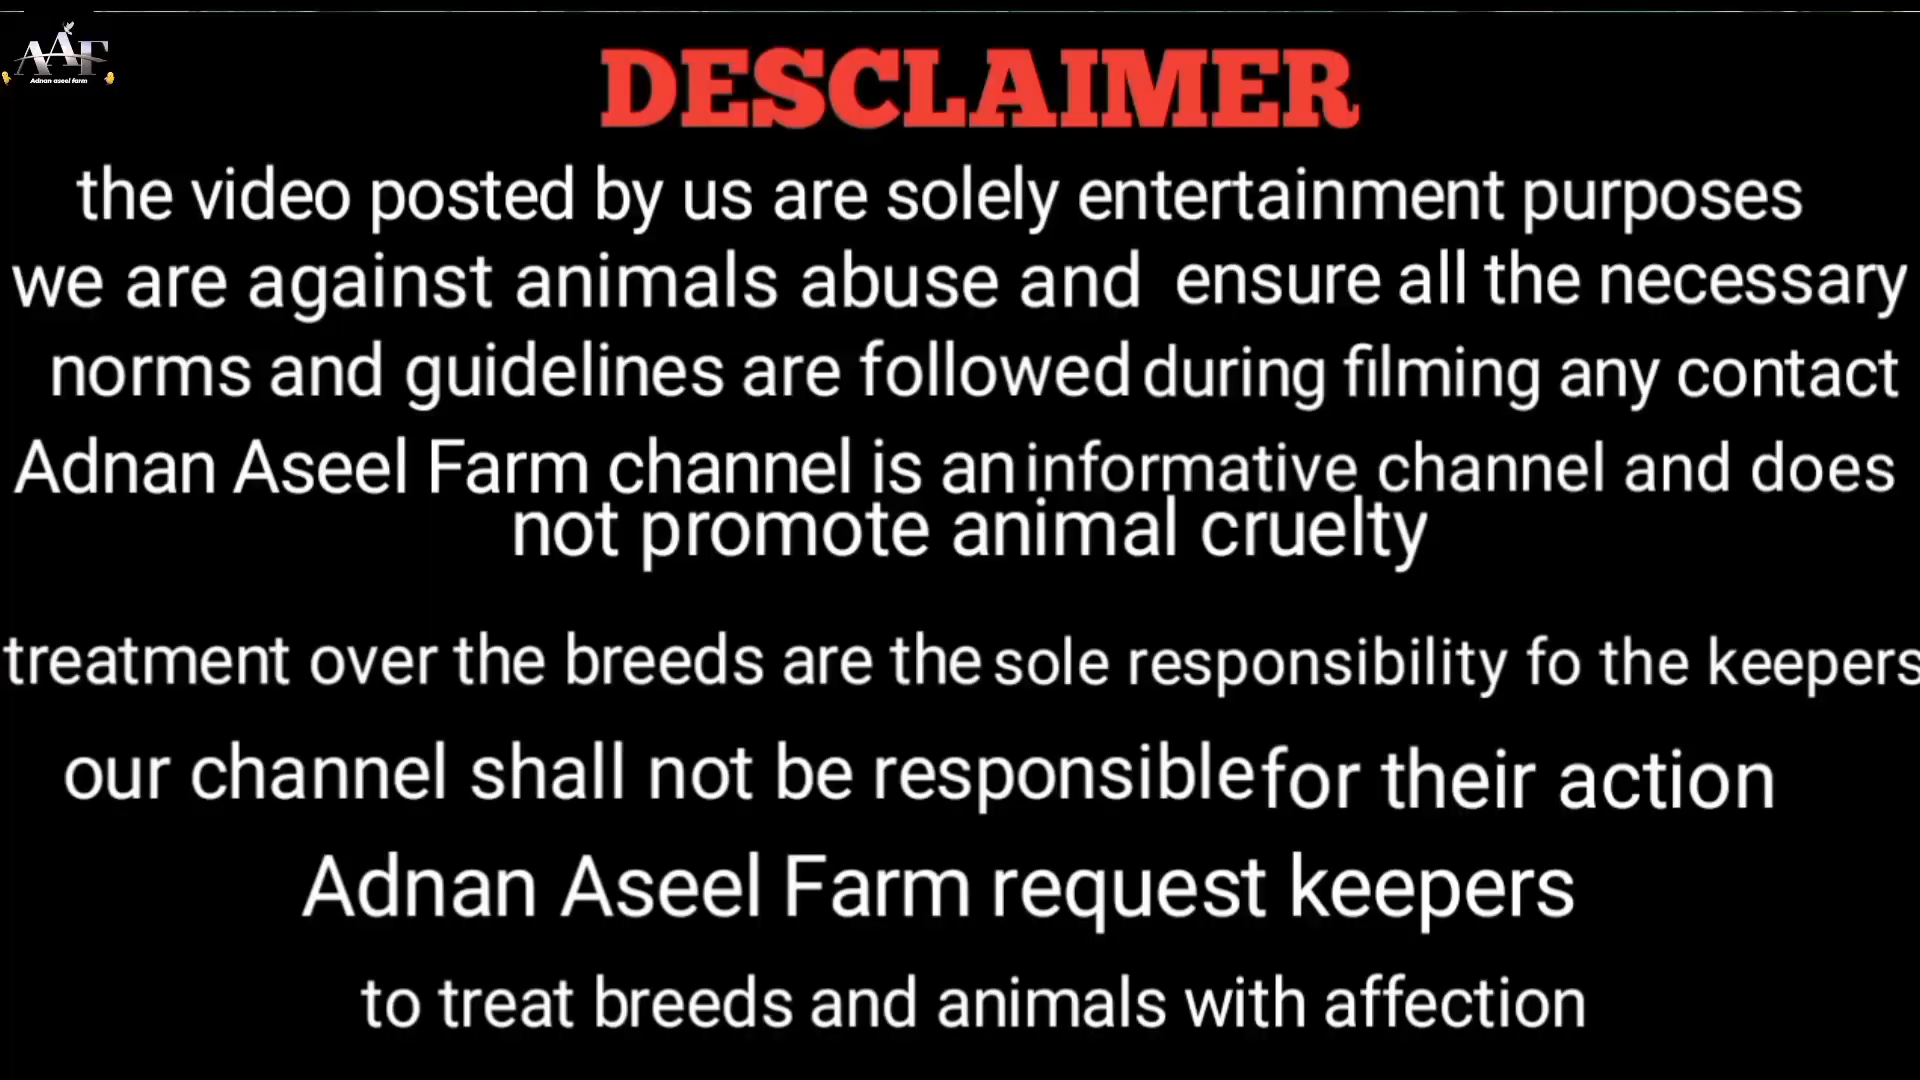 AAF
Adnan aseel farm
DESCLAIMER
the video posted by us are solely entertainment purposes
we are against animals abuse and ensure all the necessary
norms and guidelines are followed during filming any contact
Adnan Aseel Farm channel is an informative channel and does
not promote animal cruelty
treatment over the breeds are the sole responsibility fo the keepers
our channel shall not be responsible for their action
Adnan Aseel Farm request keepers
to treat breeds and animals with affection